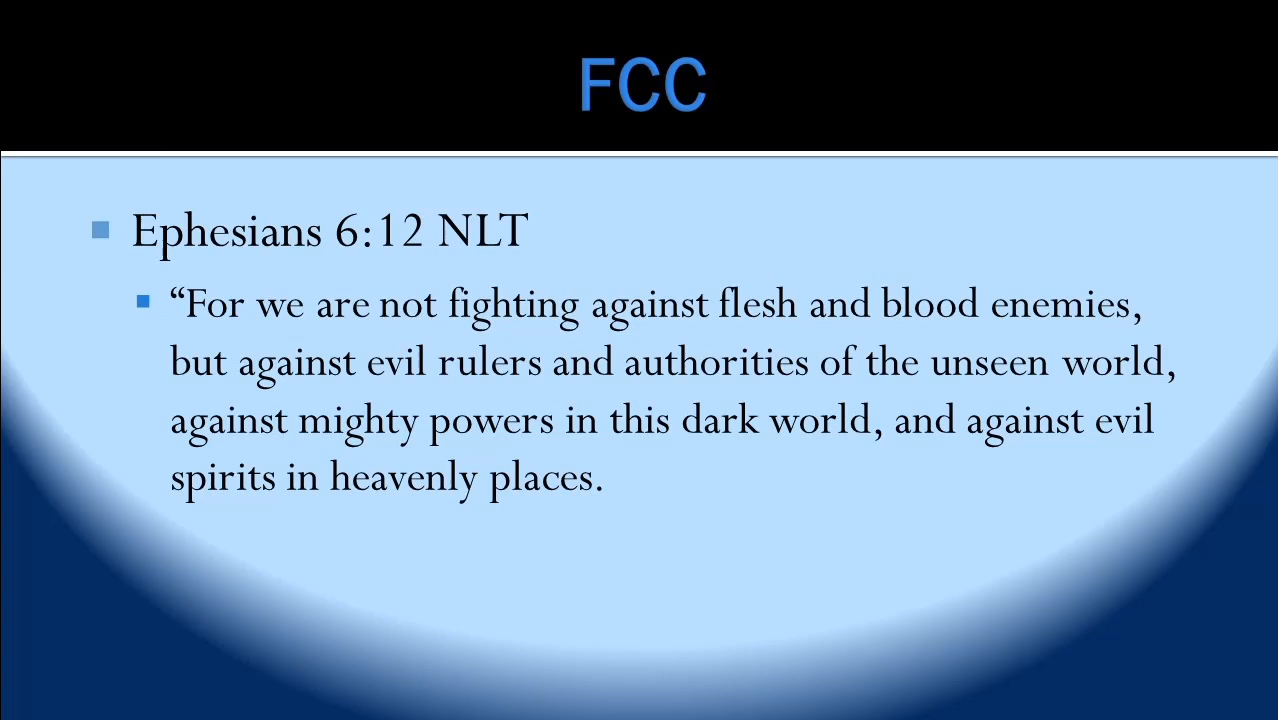 FCC
Ephesians 6:12 NLT
“For we are not fighting against flesh and blood enemies,
but against evil rulers and authorities of the unseen world,
against mighty powers in this dark world, and against evil
spirits in heavenly places.